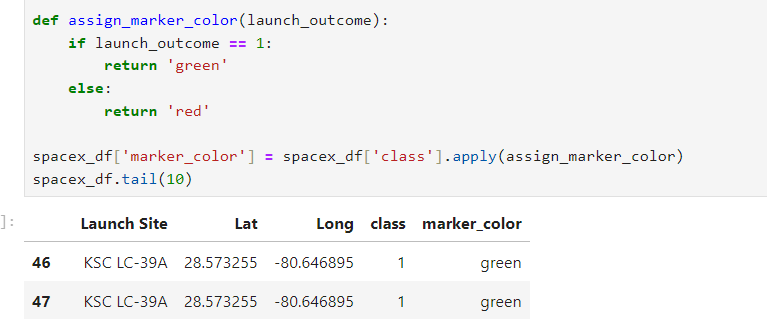 def assign_marker_color(launch_outcome):
    if launch_outcome == 1:
        return 'green'
    else:
        return 'red'
spacex_df['marker_color'] = spacex_df['class'].apply(assign_marker_color)
spacex_df.tail(10)
]:
Launch Site Lat Long class marker_color
46 KSC LC-39A 28.573255 -80.646895 1 green
47 KSC LC-39A 28.573255 -80.646895 1 green